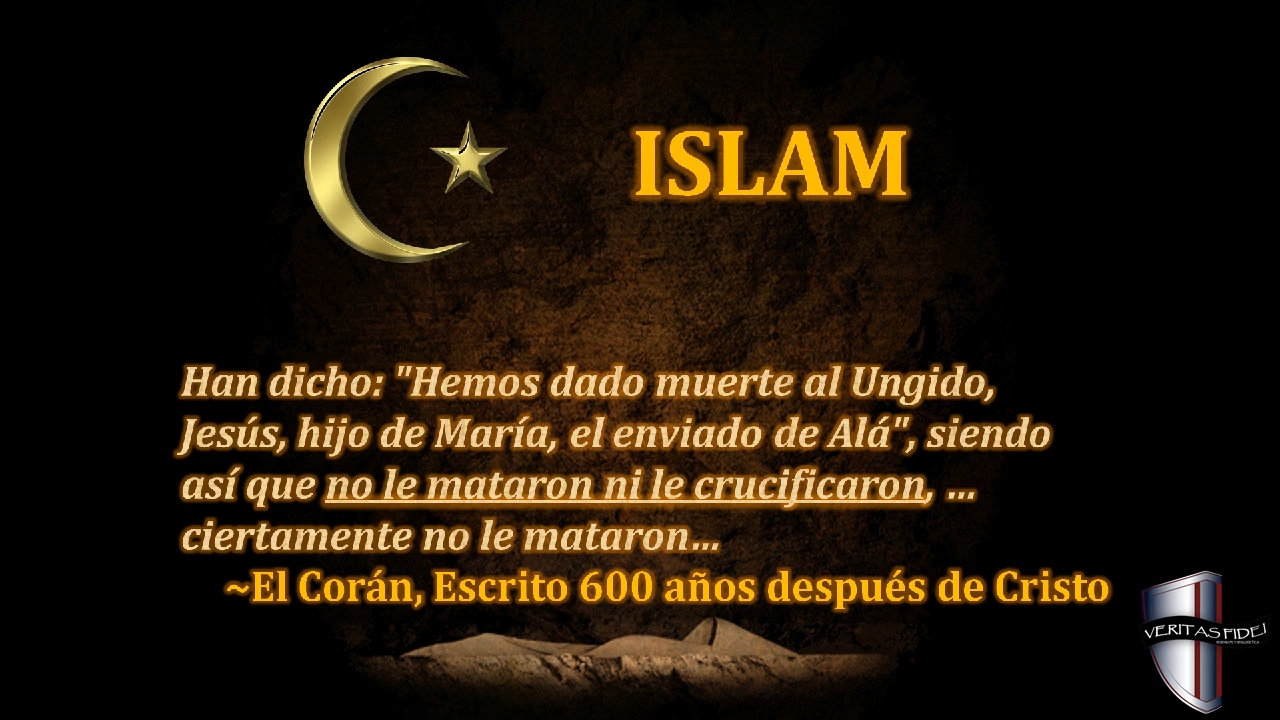 ISLAM
Han dicho: "Hemos dado muerte al Ungido,
Jesús, hijo de María, el enviado de Alá", siendo
así que no le mataron ni le crucificaron, ...
ciertamente no le mataron...
~El Corán, Escrito 600 años después de Cristo
VERITAS FIDEI